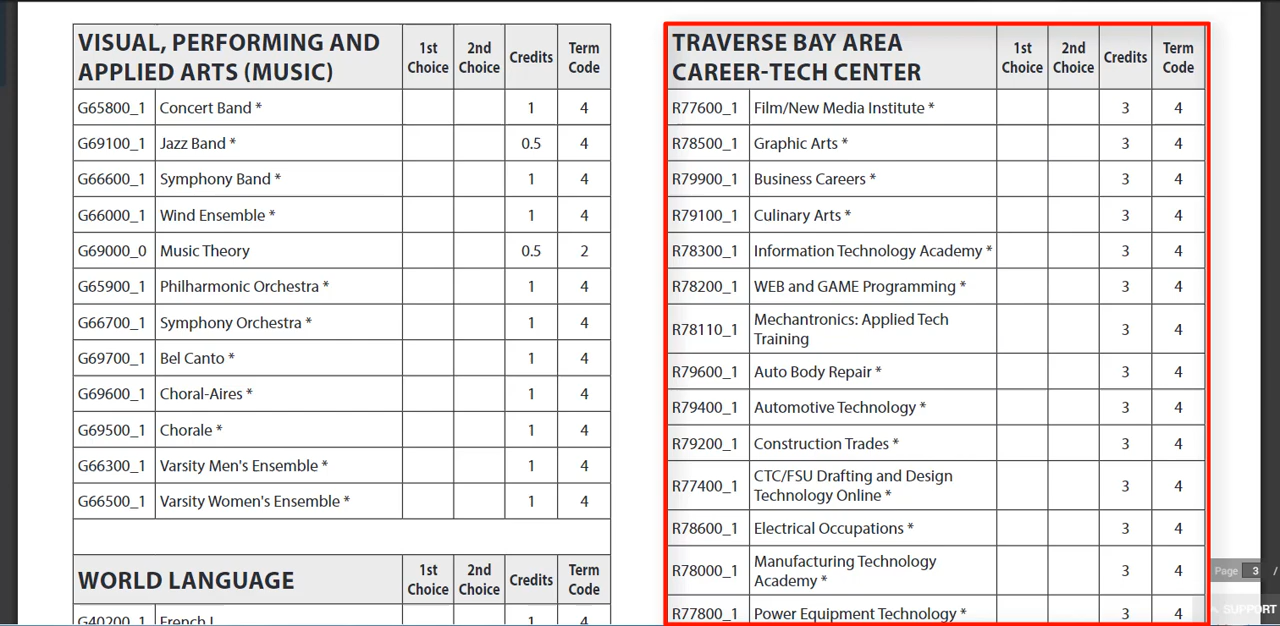 VISUAL, PERFORMING AND
APPLIED ARTS (MUSIC)
1st Choice 2nd Choice Credits Term Code
G65800_1 Concert Band * 1 4
G69100_1 Jazz Band * 0.5 4
G66600_1 Symphony Band * 1 4
G66000_1 Wind Ensemble * 1 4
G69000_0 Music Theory 0.5 2
G65900_1 Philharmonic Orchestra * 1 4
G66700_1 Symphony Orchestra * 1 4
G69700_1 Bel Canto * 1 4
G69600_1 Choral-Aires * 1 4
G69500_1 Chorale * 1 4
G66300_1 Varsity Men's Ensemble * 1 4
G66500_1 Varsity Women's Ensemble * 1 4
WORLD LANGUAGE 1st Choice 2nd Choice Credits Term Code
G40200_1 French I 1 4
TRAVERSE BAY AREA
CAREER-TECH CENTER
1st Choice 2nd Choice Credits Term Code
R77600_1 Film/New Media Institute * 3 4
R78500_1 Graphic Arts * 3 4
R79900_1 Business Careers * 3 4
R79100_1 Culinary Arts * 3 4
R78300_1 Information Technology Academy * 3 4
R78200_1 WEB and GAME Programming * 3 4
R78110_1 Mechantronics: Applied Tech
Training 3 4
R79600_1 Auto Body Repair * 3 4
R79400_1 Automotive Technology * 3 4
R79200_1 Construction Trades * 3 4
R77400_1 CTC/FSU Drafting and Design
Technology Online * 3 4
R78600_1 Electrical Occupations * 3 4
R78000_1 Manufacturing Technology
Academy * 3 4
R77800_1 Power Equipment Technology * 3 4
Page 3 /
SUPPORT